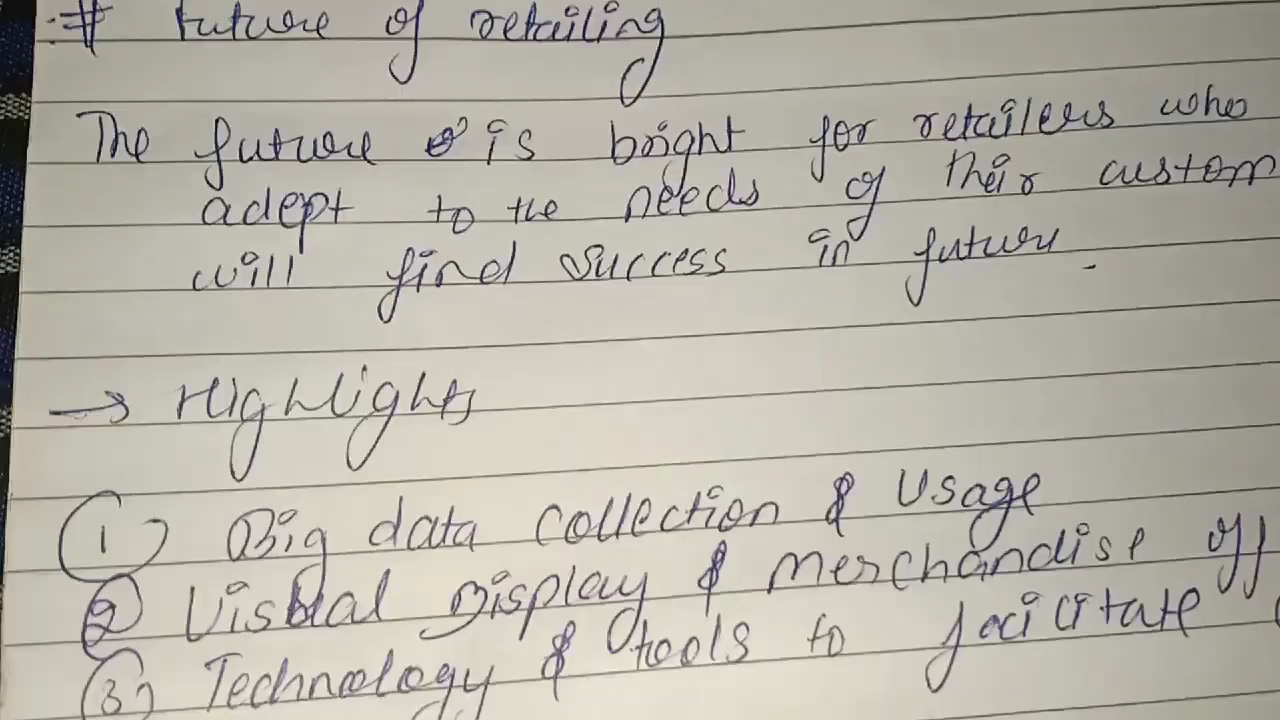 # future of retailing
The future is bright for retailers who
adept to the needs of their custom
will find success in future
→ Highlights
1) Big data collection & Usage
2) Visual Display & merchandise off
3) Technology & tools to facilitate